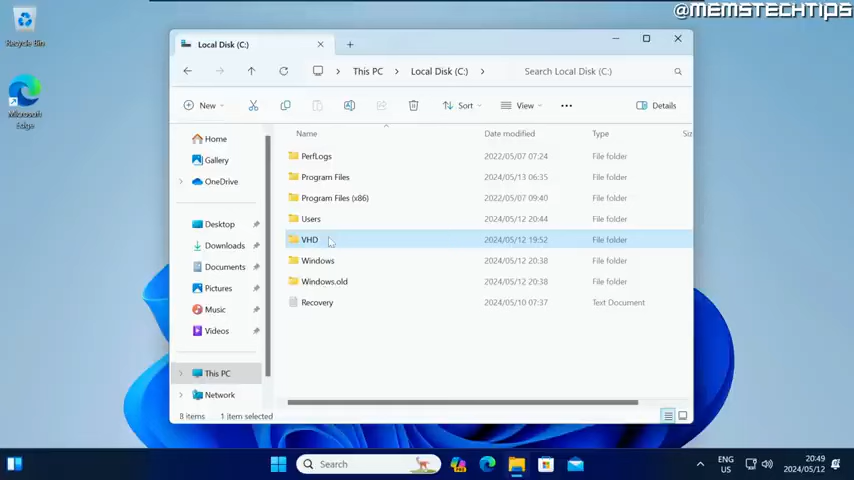 @MEMSTECHTIPS
Recycle Bin
Microsoft
Edge
Local Disk (C:)
This PC
Local Disk (C:)
Search Local Disk (C:)
New
Sort
View
Details
Home
Gallery
OneDrive
Desktop
Downloads
Documents
Pictures
Music
Videos
This PC
Network
Name
Date modified
Type
Siz
PerfLogs
2022/05/07 07:24
File folder
Program Files
2024/05/13 06:35
File folder
Program Files (x86)
2022/05/07 09:40
File folder
Users
2024/05/12 20:44
File folder
VHD
2024/05/12 19:52
File folder
Windows
2024/05/12 20:38
File folder
Windows.old
2024/05/12 20:38
File folder
Recovery
2024/05/10 07:37
Text Document
8 items
1 item selected
Search
ENG
US
20:49
2024/05/12